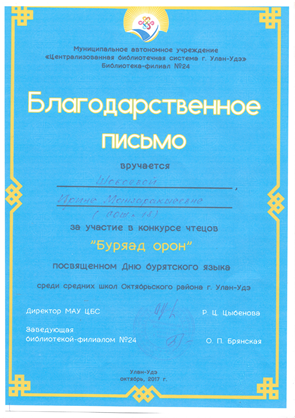 Муниципальное автономное учреждение
«Централизованная библиотечная система г. Улан-Удэ»
Библиотека-филиал №24
Благодарственное
письмо
вручается
за участие в конкурсе чтецов
"Буряад орон"
посвященном Дню бурятского языка
среди средних школ Октябрьского района г. Улан-Удэ
Директор МАУ ЦБС Р. Ц. Цыбенова
Заведующая
библиотекой-филиалом №24 О. П. Брянская
Улан-Удэ
октябрь, 2017 г.